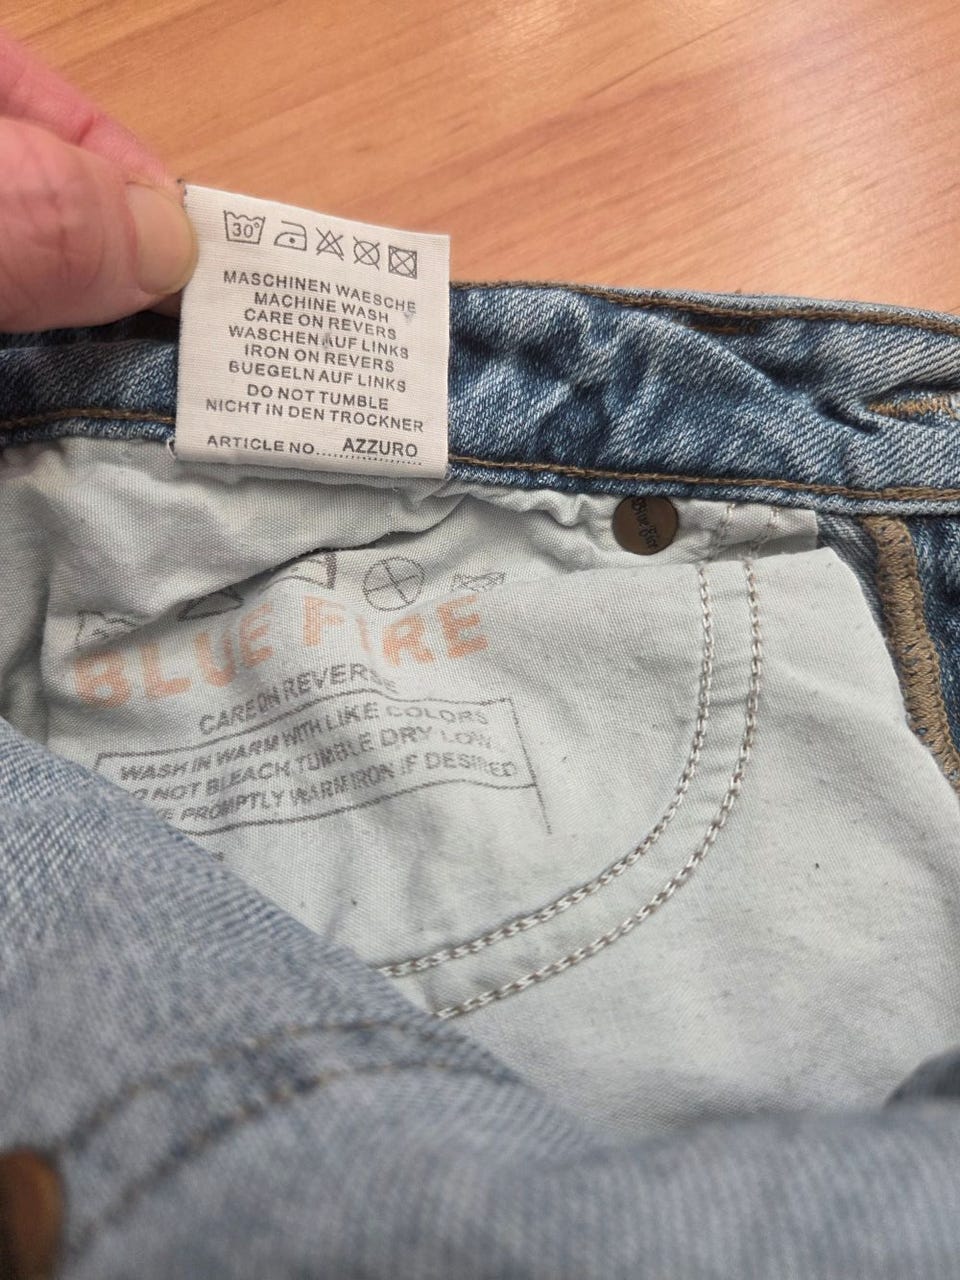 30°
MASCHINEN WAESCHE
MACHINE WASH
CARE ON REVERS
WASCHEN AUF LINKS
IRON ON REVERS
BUEGELN AUF LINKS
DO NOT TUMBLE
NICHT IN DEN TROCKNER
ARTICLE NO..........AZZURO
BLUE FIRE
CARE ON REVERSE
WASH IN WARM WITH LIKE COLORS
NOT BLEACH, TUMBLE DRY LOW
PROMPTLY WARM IRON IF DESIRED